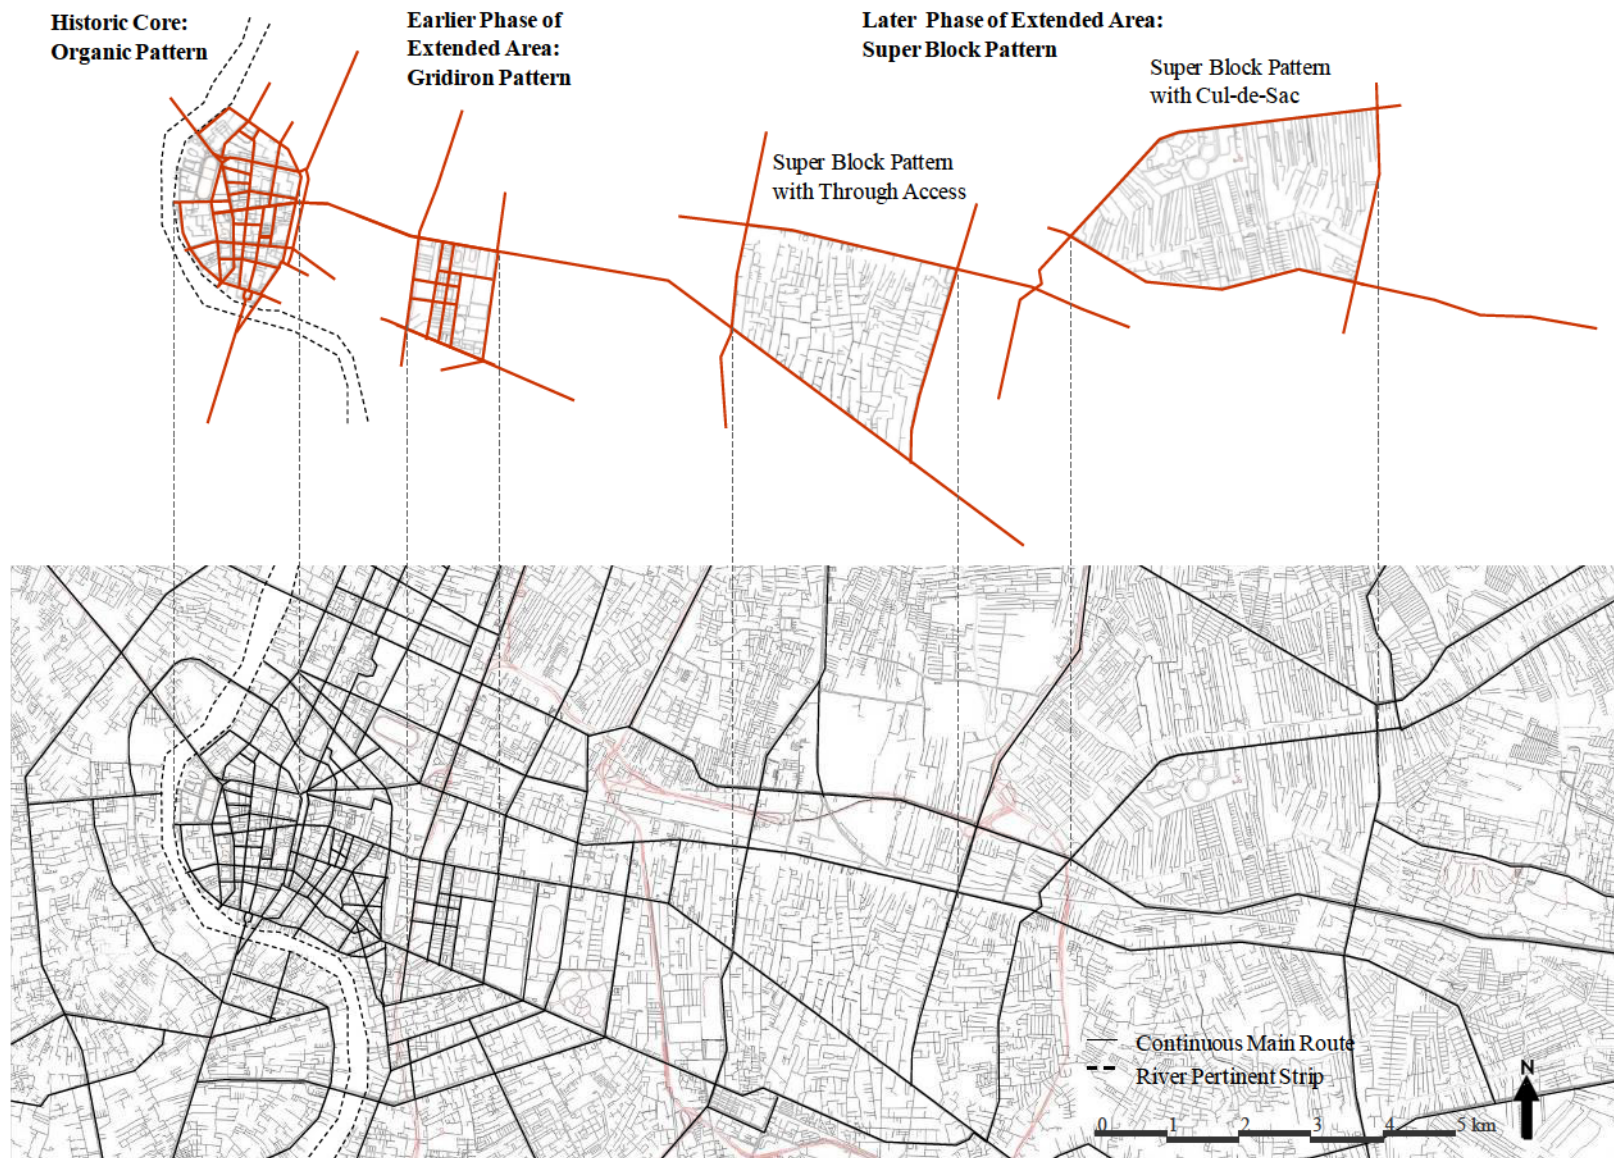 Historic Core:
Organic Pattern
Earlier Phase of
Extended Area:
Gridiron Pattern
Later Phase of Extended Area:
Super Block Pattern
Super Block Pattern
with Cul-de-Sac
Super Block Pattern
with Through Access
Continuous Main Route
River Pertinent Strip
N
0 1 2 3 4 5 km